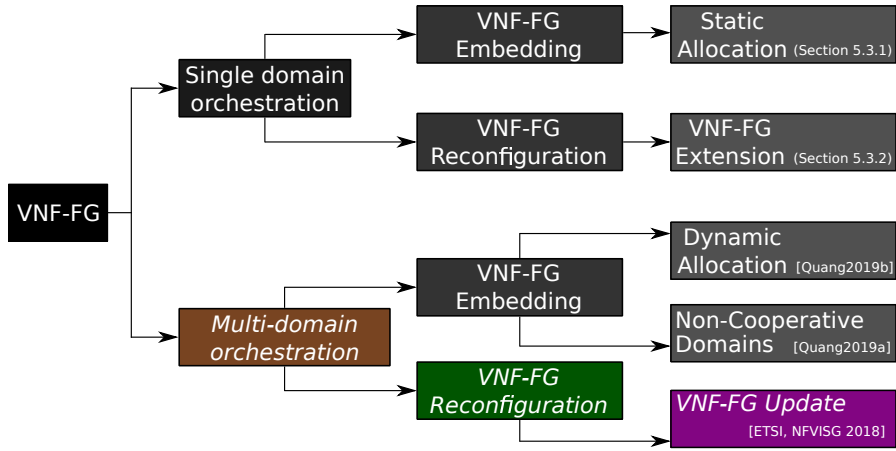 VNF-FG
Single domain
orchestration
VNF-FG
Embedding
Static
Allocation (Section 5.3.1)
VNF-FG
Reconfiguration
VNF-FG
Extension (Section 5.3.2)
Multi-domain
orchestration
VNF-FG
Embedding
Dynamic
Allocation [Quang2019b]
Non-Cooperative
Domains [Quang2019a]
VNF-FG
Reconfiguration
VNF-FG Update
[ETSI, NFVISG 2018]